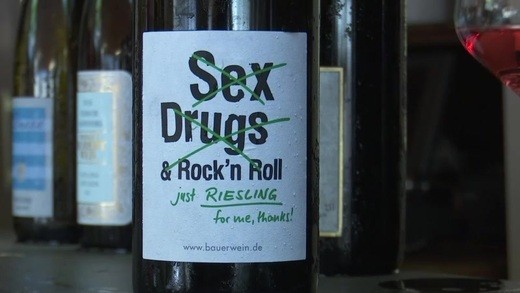 Sex
Drugs
& Rock'n Roll
just RIESLING
for me, thanks!
www.bauerwein.de